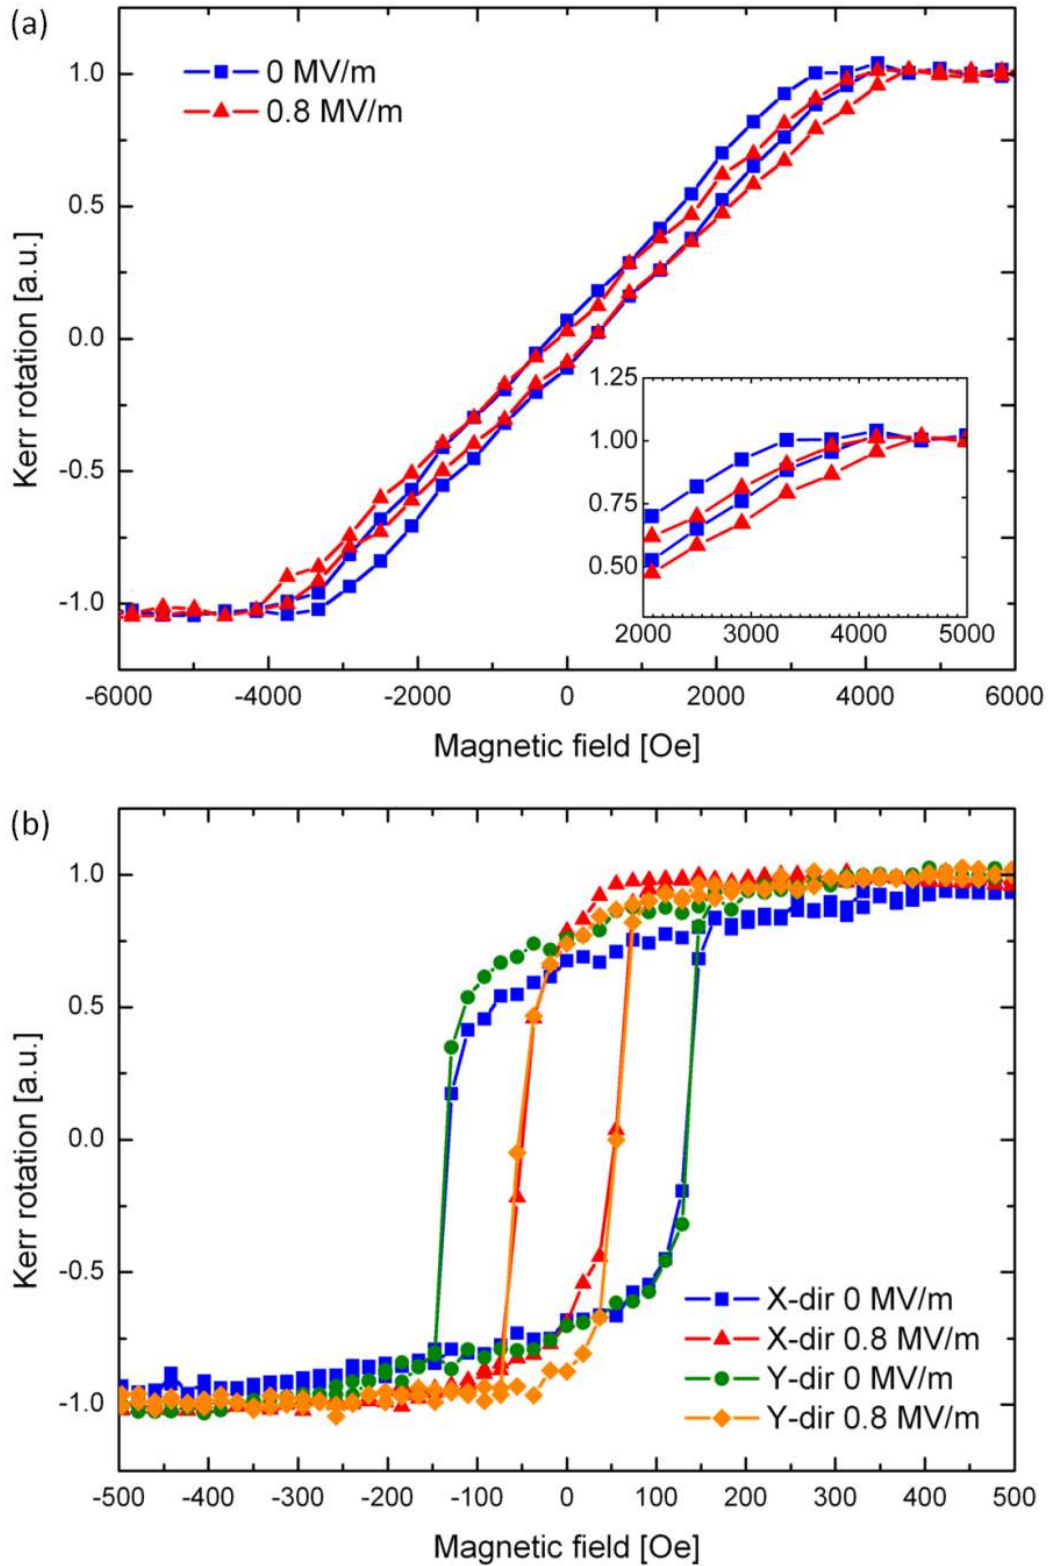 (a)
0 MV/m
0.8 MV/m
1.0
0.5
0.0
-0.5
-1.0
Kerr rotation [a.u.]
1.25
1.00
0.75
0.50
2000 3000 4000 5000
-6000 -4000 -2000 0 2000 4000 6000
Magnetic field [Oe]
(b)
1.0
0.5
0.0
-0.5
-1.0
Kerr rotation [a.u.]
X-dir 0 MV/m
X-dir 0.8 MV/m
Y-dir 0 MV/m
Y-dir 0.8 MV/m
-500 -400 -300 -200 -100 0 100 200 300 400 500
Magnetic field [Oe]